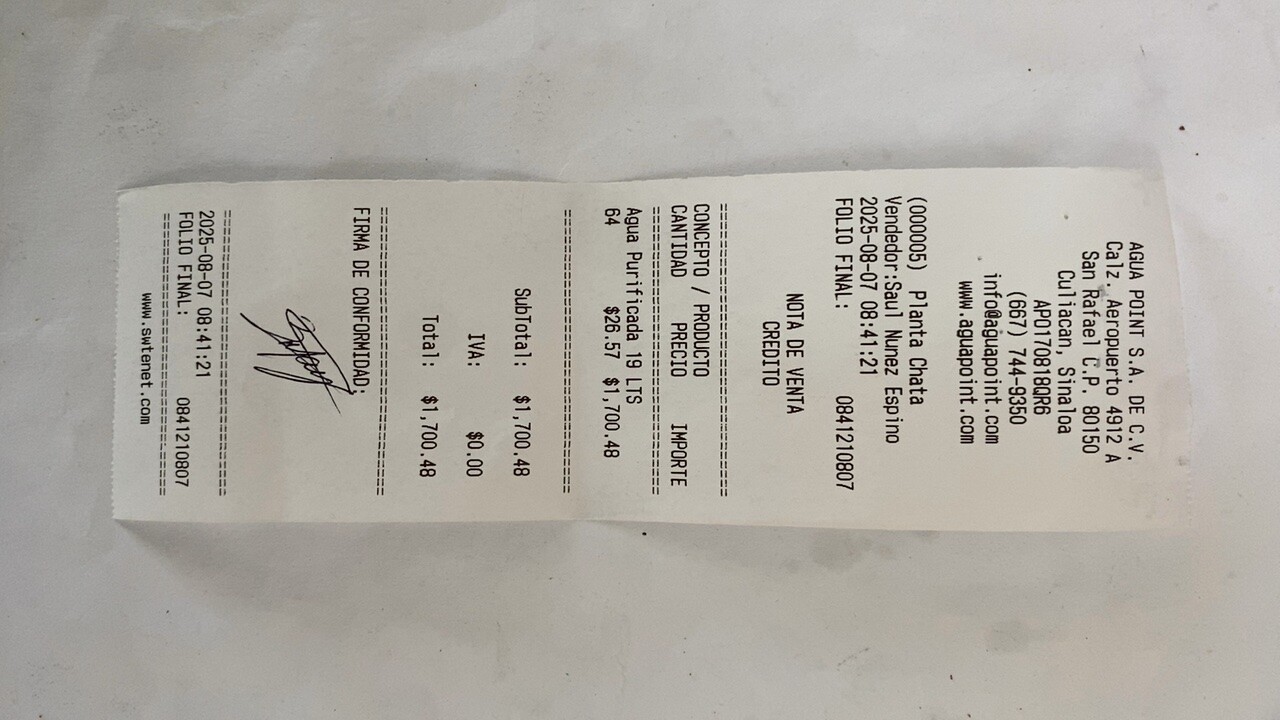 AGUA POINT S.A. DE C.V.
Calz. Aeropuerto 4912 A
San Rafael C.P. 80150
Culiacan, Sinaloa
APO170818QR6
(667) 744-9350
info@aguapoint.com
www.aguapoint.com
(000005) Planta Chata
Vendedor:Saul Nunez Espino
2025-08-07 08:41:21
FOLIO FINAL: 0841210807
NOTA DE VENTA
CREDITO
==============================
CONCEPTO / PRODUCTO
CANTIDAD PRECIO IMPORTE
==============================
Agua Purificada 19 LTS
64 $26.57 $1,700.48
==============================
SubTotal: $1,700.48
IVA: $0.00
Total: $1,700.48
==============================
FIRMA DE CONFORMIDAD:
==============================
2025-08-07 08:41:21
FOLIO FINAL: 0841210807
==============================
www.swtenet.com